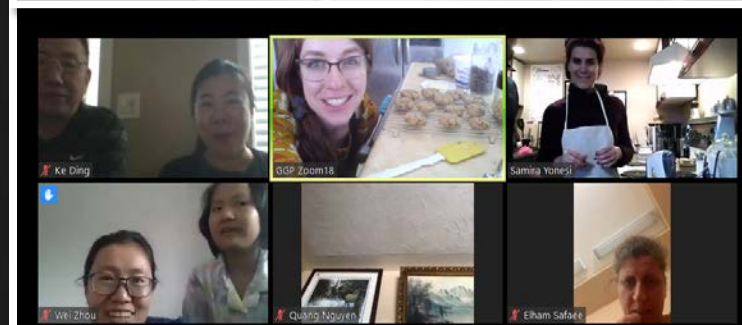 Ke Ding
GGP Zoom18
Samira Yonesi
Wei Zhou
Quang Nguyen
Elham Safaee